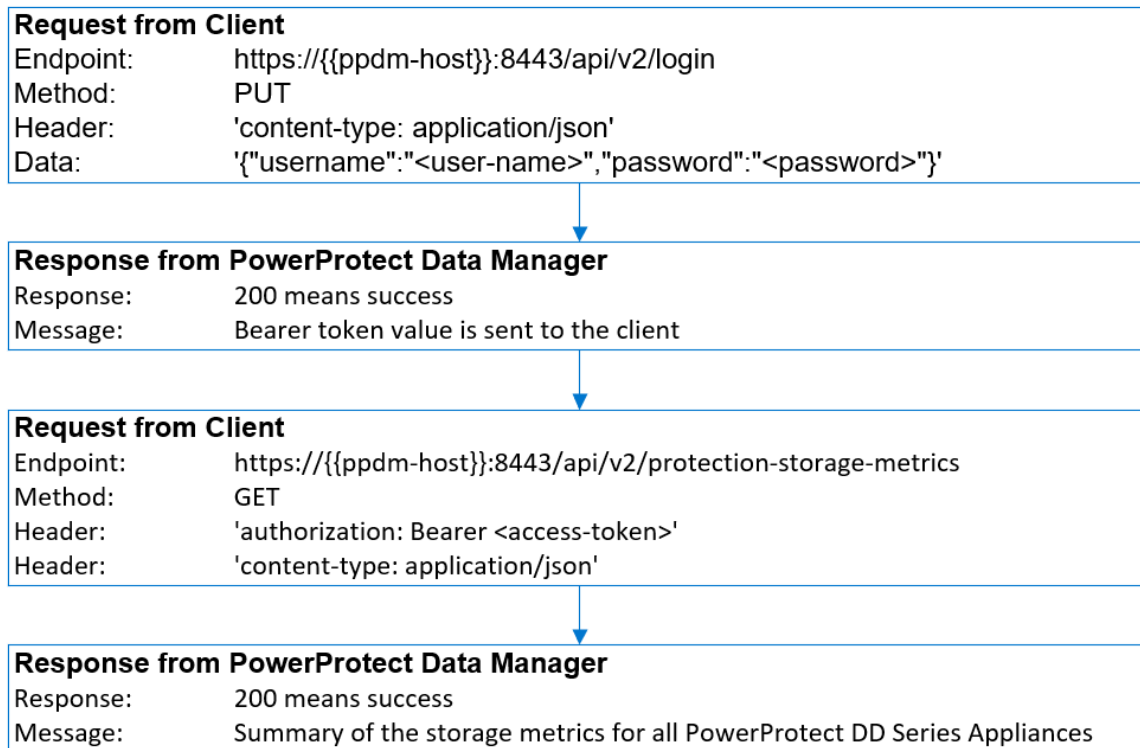 Request from Client
Endpoint: https://{{ppdm-host}}:8443/api/v2/login
Method: PUT
Header: 'content-type: application/json'
Data: '{"username":"<user-name>","password":"<password>"}'
Response from PowerProtect Data Manager
Response: 200 means success
Message: Bearer token value is sent to the client
Request from Client
Endpoint: https://{{ppdm-host}}:8443/api/v2/protection-storage-metrics
Method: GET
Header: 'authorization: Bearer <access-token>'
Header: 'content-type: application/json'
Response from PowerProtect Data Manager
Response: 200 means success
Message: Summary of the storage metrics for all PowerProtect DD Series Appliances